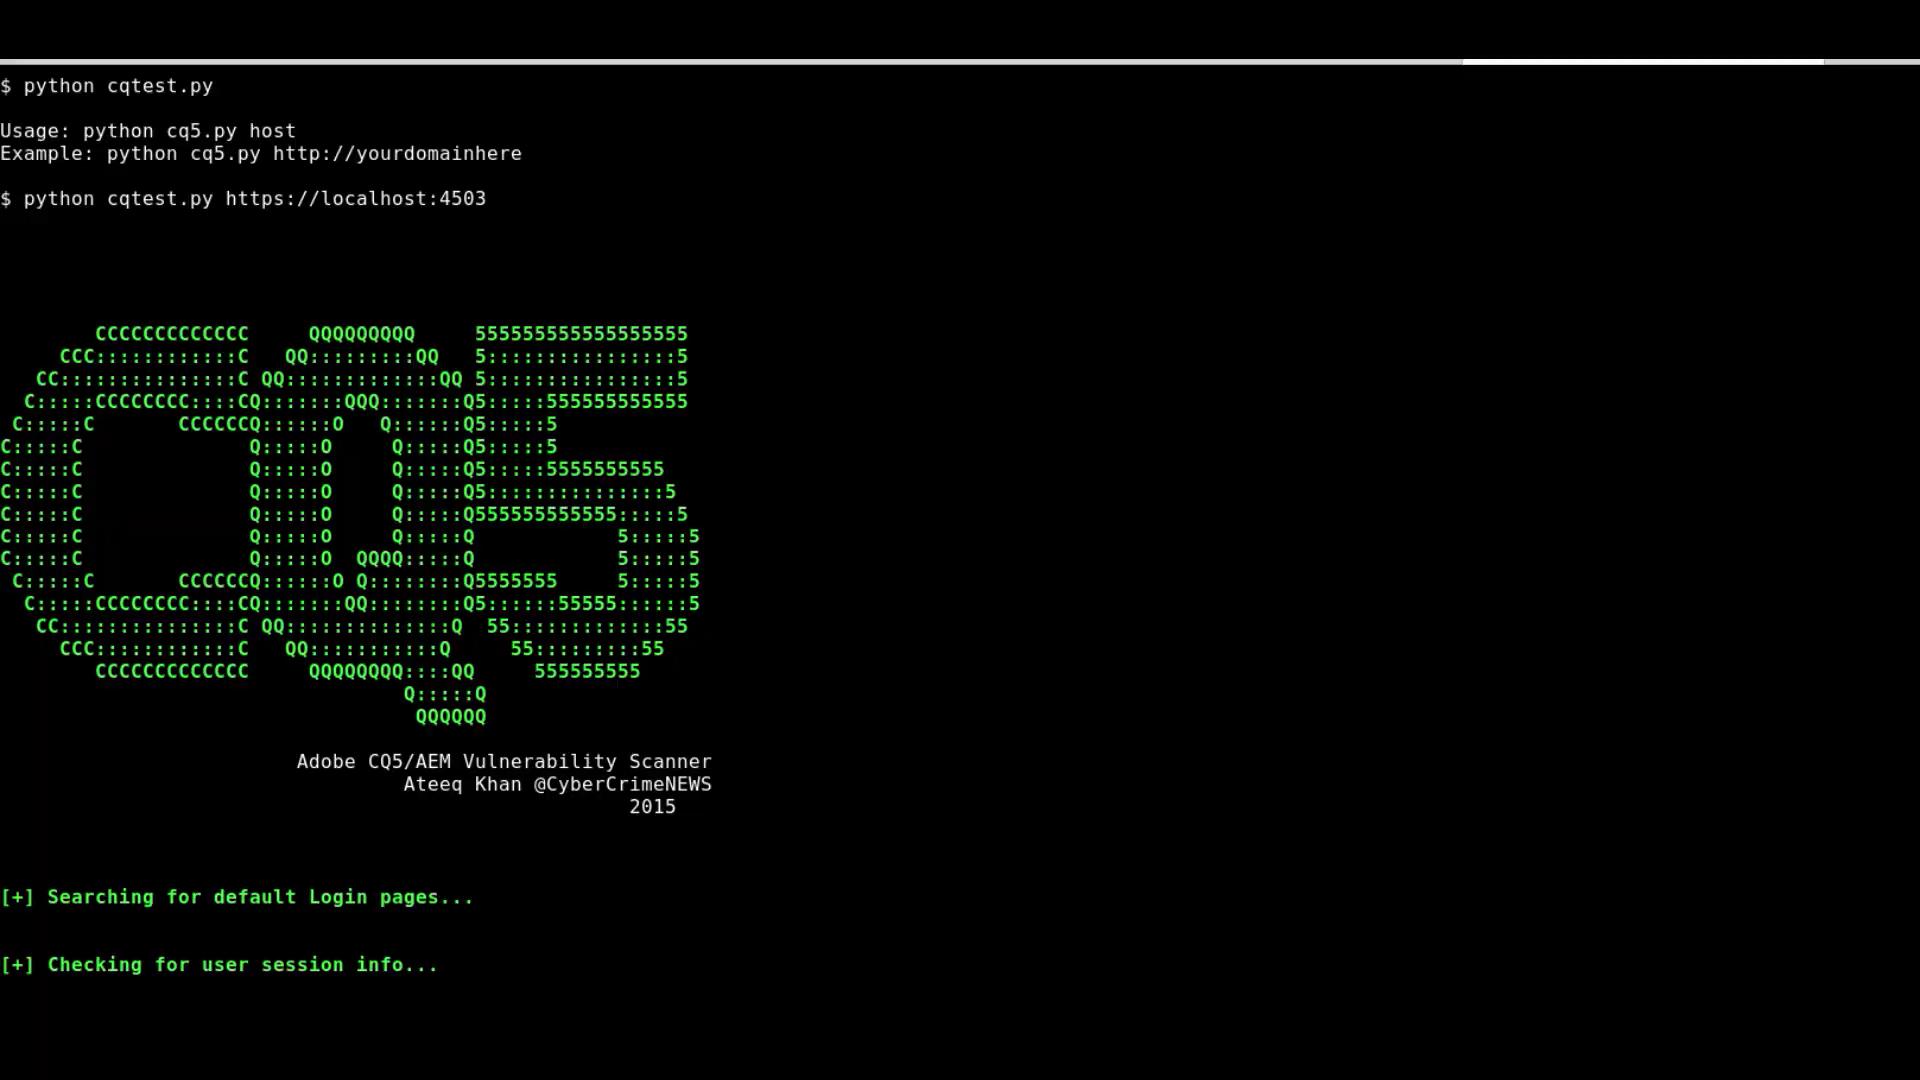 $ python cqtest.py
Usage: python cq5.py host
Example: python cq5.py http://yourdomainhere
$ python cqtest.py https://localhost:4503
        CCCCCCCCCCCCC     QQQQQQQQQ     555555555555555555
     CCC::::::::::::C   QQ:::::::::QQ   5::::::::::::::::5
   CC:::::::::::::::C QQ:::::::::::::QQ 5::::::::::::::::5
  C:::::CCCCCCCC::::CQ:::::::QQQ:::::::Q5:::::555555555555
 C:::::C       CCCCCCQ::::::O   Q::::::Q5:::::5
C:::::C              Q:::::O     Q:::::Q5:::::5
C:::::C              Q:::::O     Q:::::Q5:::::5555555555
C:::::C              Q:::::O     Q:::::Q5:::::::::::::::5
C:::::C              Q:::::O     Q:::::Q555555555555:::::5
C:::::C              Q:::::O     Q:::::Q            5:::::5
C:::::C              Q:::::O  QQQQ:::::Q            5:::::5
 C:::::C       CCCCCCQ::::::O Q::::::::Q5555555     5:::::5
  C:::::CCCCCCCC::::CQ:::::::QQ::::::::Q5::::::55555::::::5
   CC:::::::::::::::C QQ::::::::::::::Q  55:::::::::::::55
     CCC::::::::::::C   QQ:::::::::::Q     55:::::::::55
        CCCCCCCCCCCCC     QQQQQQQQ::::QQ     555555555
                                  Q:::::Q
                                   QQQQQQ
Adobe CQ5/AEM Vulnerability Scanner
Ateeq Khan @CyberCrimeNEWS
2015
[+] Searching for default Login pages...
[+] Checking for user session info...